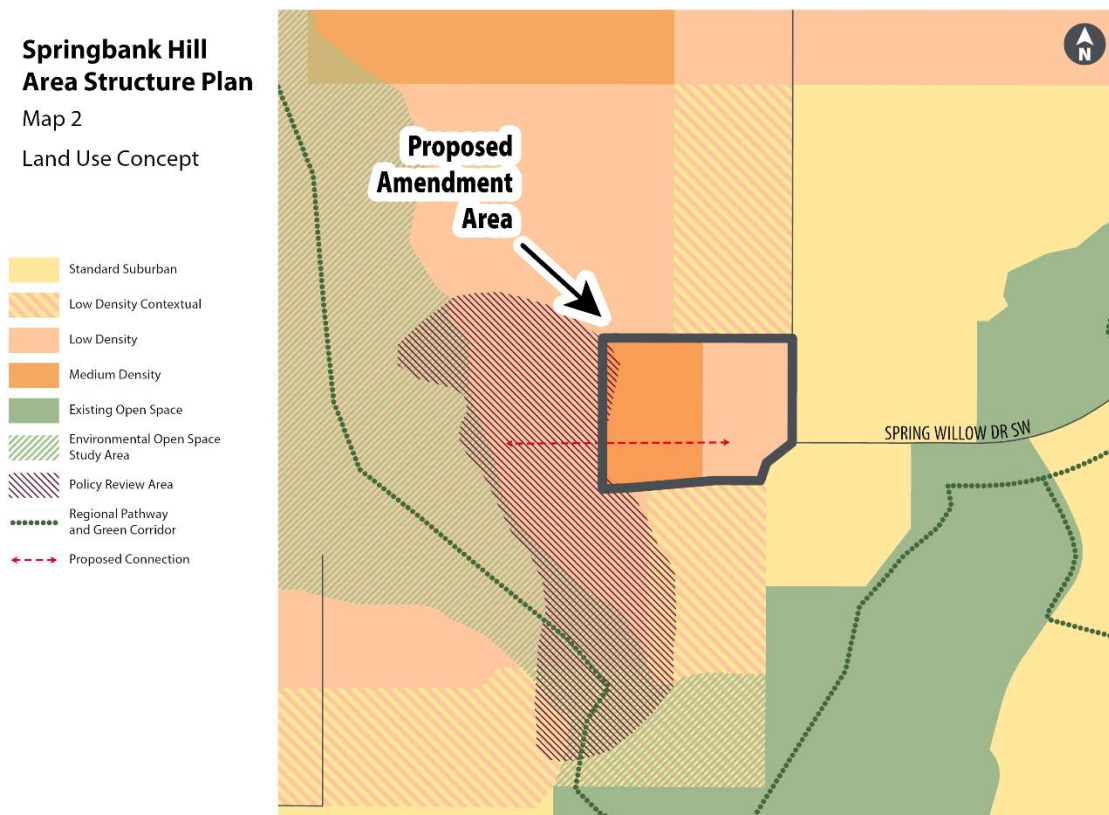 Springbank Hill
Area Structure Plan
Map 2
Land Use Concept
Standard Suburban
Low Density Contextual
Low Density
Medium Density
Existing Open Space
Environmental Open Space
Study Area
Policy Review Area
Regional Pathway
and Green Corridor
Proposed Connection
Proposed
Amendment
Area
N
SPRING WILLOW DR SW